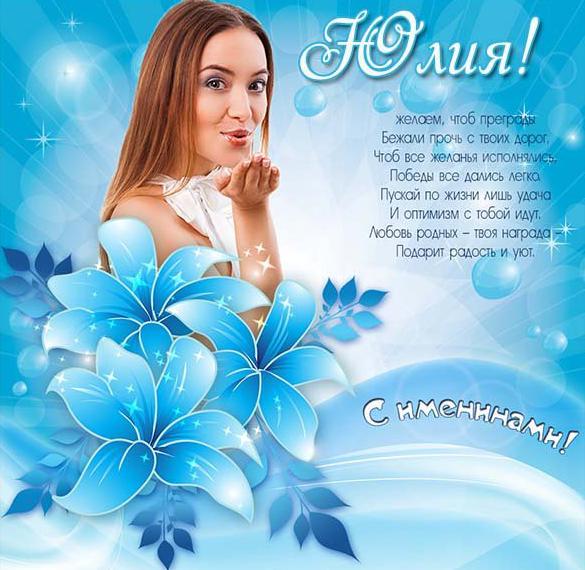 Юлия!
желаем, чтоб преграды
Бежали прочь с твоих дорог,
Чтоб все желанья исполнялись,
Победы все дались легко.
Пускай по жизни лишь удача
И оптимизм с тобой идут.
Любовь родных – твоя награда –
Подарит радость и уют.
С именинами!